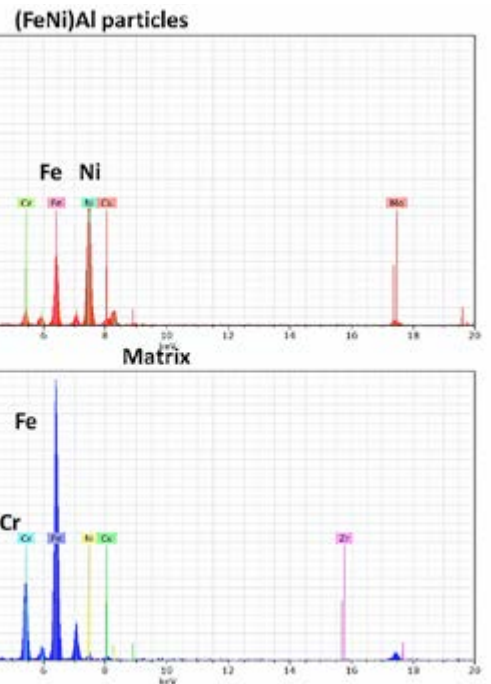 (FeNi)Al particles
Fe Ni
Cr Fe Ni Cu Mo
6 8 10 12 14 16 18 20
keV
Matrix
Fe
Cr
Cr Fe Ni Cu Zr
6 8 10 12 14 16 18 20
keV